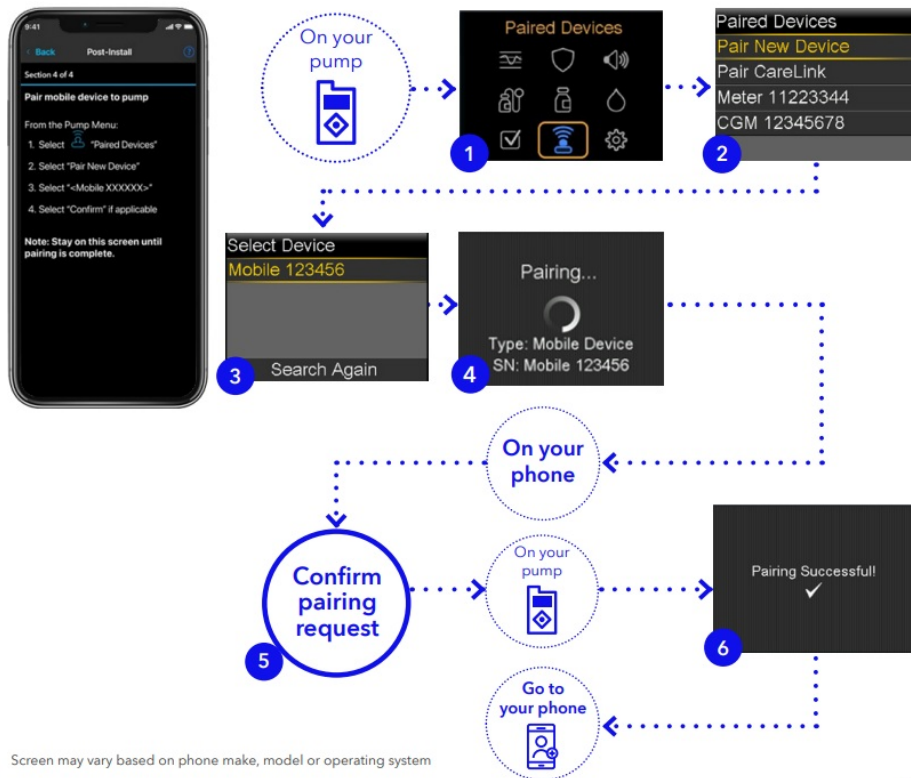 9:41
Back
Post-Install
?
Section 4 of 4
Pair mobile device to pump
From the Pump Menu:
1. Select "Paired Devices"
2. Select "Pair New Device"
3. Select "<Mobile XXXXXX>"
4. Select "Confirm" if applicable
Note: Stay on this screen until
pairing is complete.
On your
pump
Paired Devices
1
Paired Devices
Pair New Device
Pair CareLink
Meter 11223344
CGM 12345678
2
Select Device
Mobile 123456
Search Again
3
Pairing...
Type: Mobile Device
SN: Mobile 123456
4
On your
phone
Confirm
pairing
request
5
On your
pump
Pairing Successful!
6
Go to
your phone
Screen may vary based on phone make, model or operating system